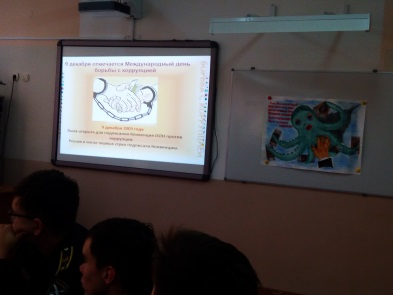 9 декабря отмечается Международный день
борьбы с коррупцией
9 декабря 2003 года
была открыта для подписания Конвенция ООН против
коррупции.
Россия в числе первых стран подписала Конвенцию.